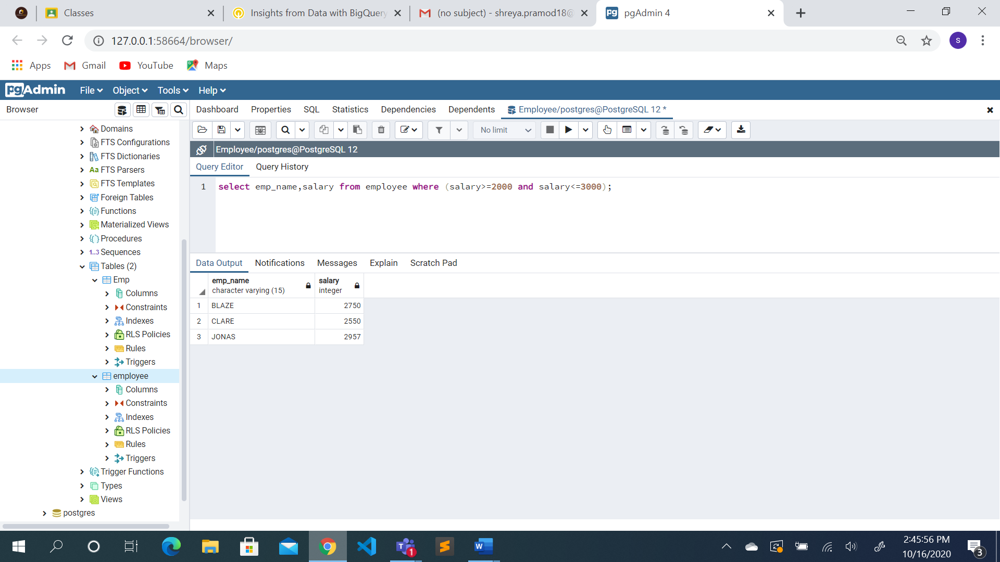 Classes
Insights from Data with BigQuery
(no subject) - shreya.pramod18@
pg pgAdmin 4
127.0.0.1:58664/browser/
S
Apps
Gmail
YouTube
Maps
pgAdmin File Object Tools Help
Browser
Dashboard Properties SQL Statistics Dependencies Dependents Employee/postgres@PostgreSQL 12 *
No limit
Employee/postgres@PostgreSQL 12
Query Editor Query History
1 select emp_name,salary from employee where (salary>=2000 and salary<=3000);
Domains
FTS Configurations
FTS Dictionaries
Aa FTS Parsers
FTS Templates
Foreign Tables
Functions
Materialized Views
Procedures
1..3 Sequences
Tables (2)
Emp
Columns
Constraints
Indexes
RLS Policies
Rules
Triggers
employee
Columns
Constraints
Indexes
RLS Policies
Rules
Triggers
Trigger Functions
Types
Views
postgres
Data Output Notifications Messages Explain Scratch Pad
emp_name salary
character varying (15) integer
1 BLAZE 2750
2 CLARE 2550
3 JONAS 2957
T 1
W
2:45:56 PM
10/16/2020
3